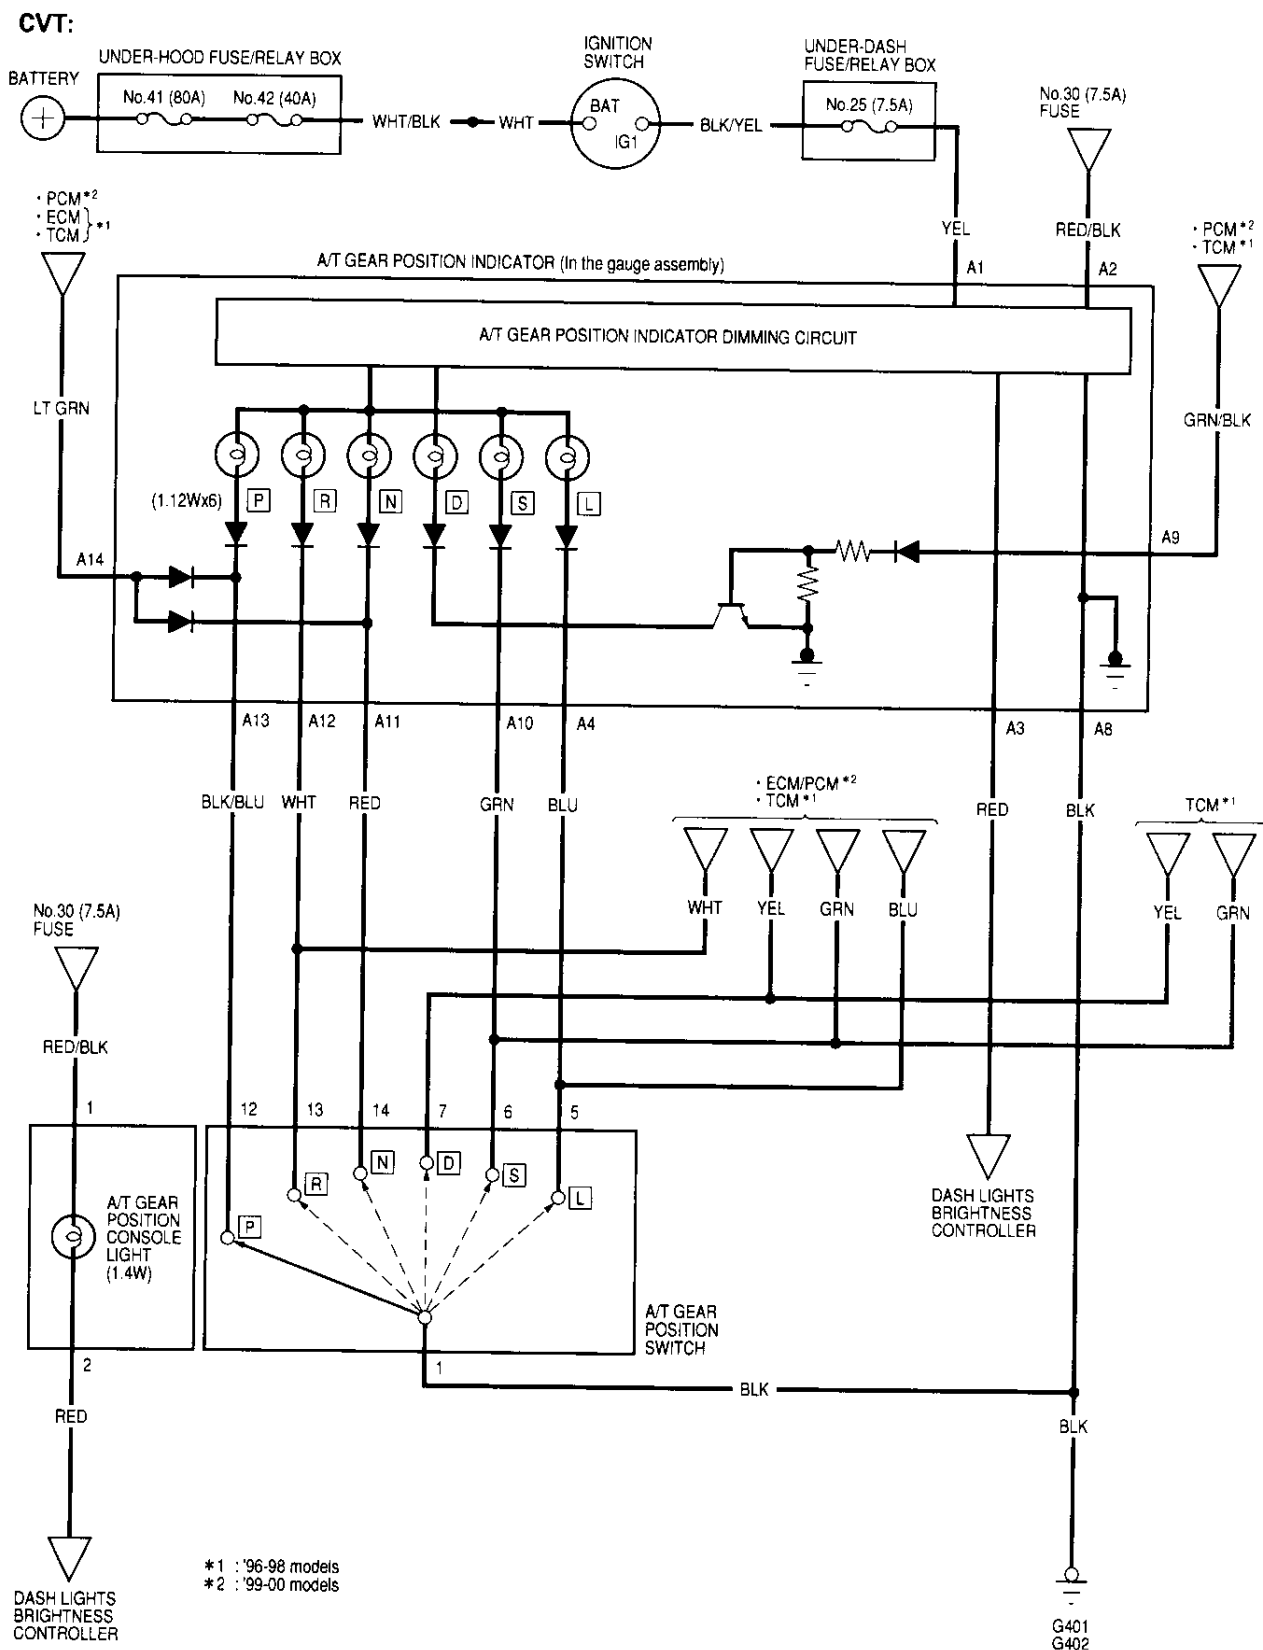 CVT:
BATTERY
UNDER-HOOD FUSE/RELAY BOX
No.41 (80A)
No.42 (40A)
WHT/BLK
WHT
IGNITION
SWITCH
BAT
IG1
BLK/YEL
UNDER-DASH
FUSE/RELAY BOX
No.25 (7.5A)
No.30 (7.5A)
FUSE
YEL
RED/BLK
· PCM*2
· ECM
· TCM
}*1
· PCM*2
· TCM*1
A/T GEAR POSITION INDICATOR (In the gauge assembly)
A1
A2
A/T GEAR POSITION INDICATOR DIMMING CIRCUIT
LT GRN
GRN/BLK
(1.12Wx6)
P
R
N
D
S
L
A14
A9
A13
A12
A11
A10
A4
A3
A8
BLK/BLU
WHT
RED
GRN
BLU
· ECM/PCM*2
· TCM*1
RED
BLK
TCM*1
WHT
YEL
GRN
BLU
YEL
GRN
No.30 (7.5A)
FUSE
RED/BLK
1
12
13
14
7
6
5
P
R
N
D
S
L
A/T GEAR
POSITION
CONSOLE
LIGHT
(1.4W)
DASH LIGHTS
BRIGHTNESS
CONTROLLER
A/T GEAR
POSITION
SWITCH
2
1
RED
BLK
BLK
*1 : '96-98 models
*2 : '99-00 models
DASH LIGHTS
BRIGHTNESS
CONTROLLER
G401
G402